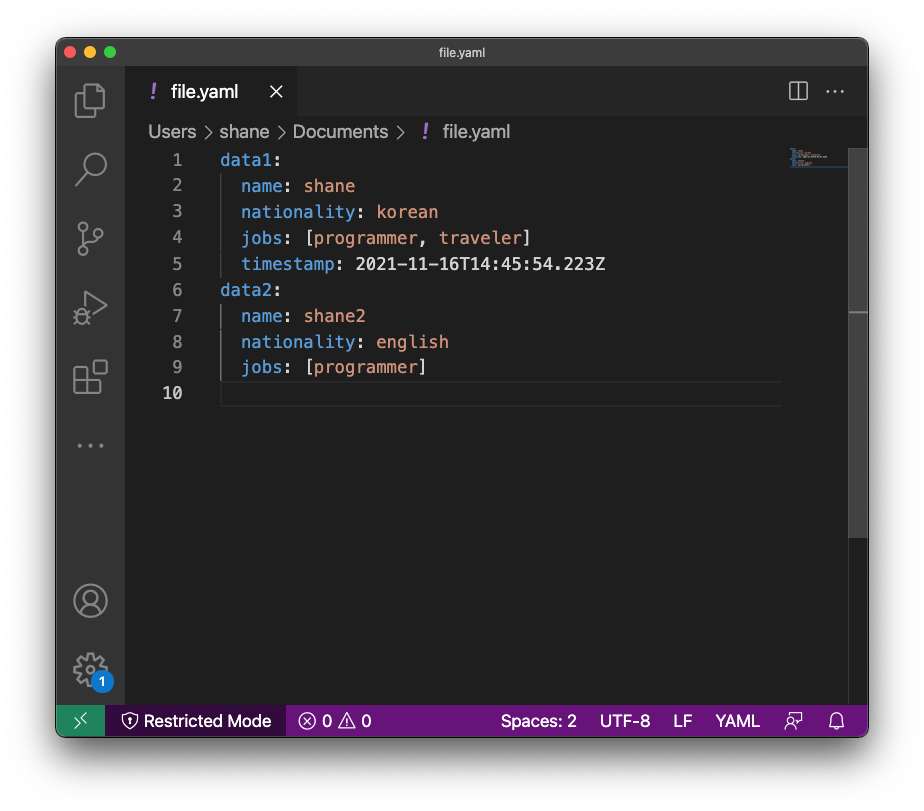 file.yaml
! file.yaml
Users > shane > Documents > ! file.yaml
1 data1:
2   name: shane
3   nationality: korean
4   jobs: [programmer, traveler]
5   timestamp: 2021-11-16T14:45:54.223Z
6 data2:
7   name: shane2
8   nationality: english
9   jobs: [programmer]
10
1
Restricted Mode 0 0 Spaces: 2 UTF-8 LF YAML